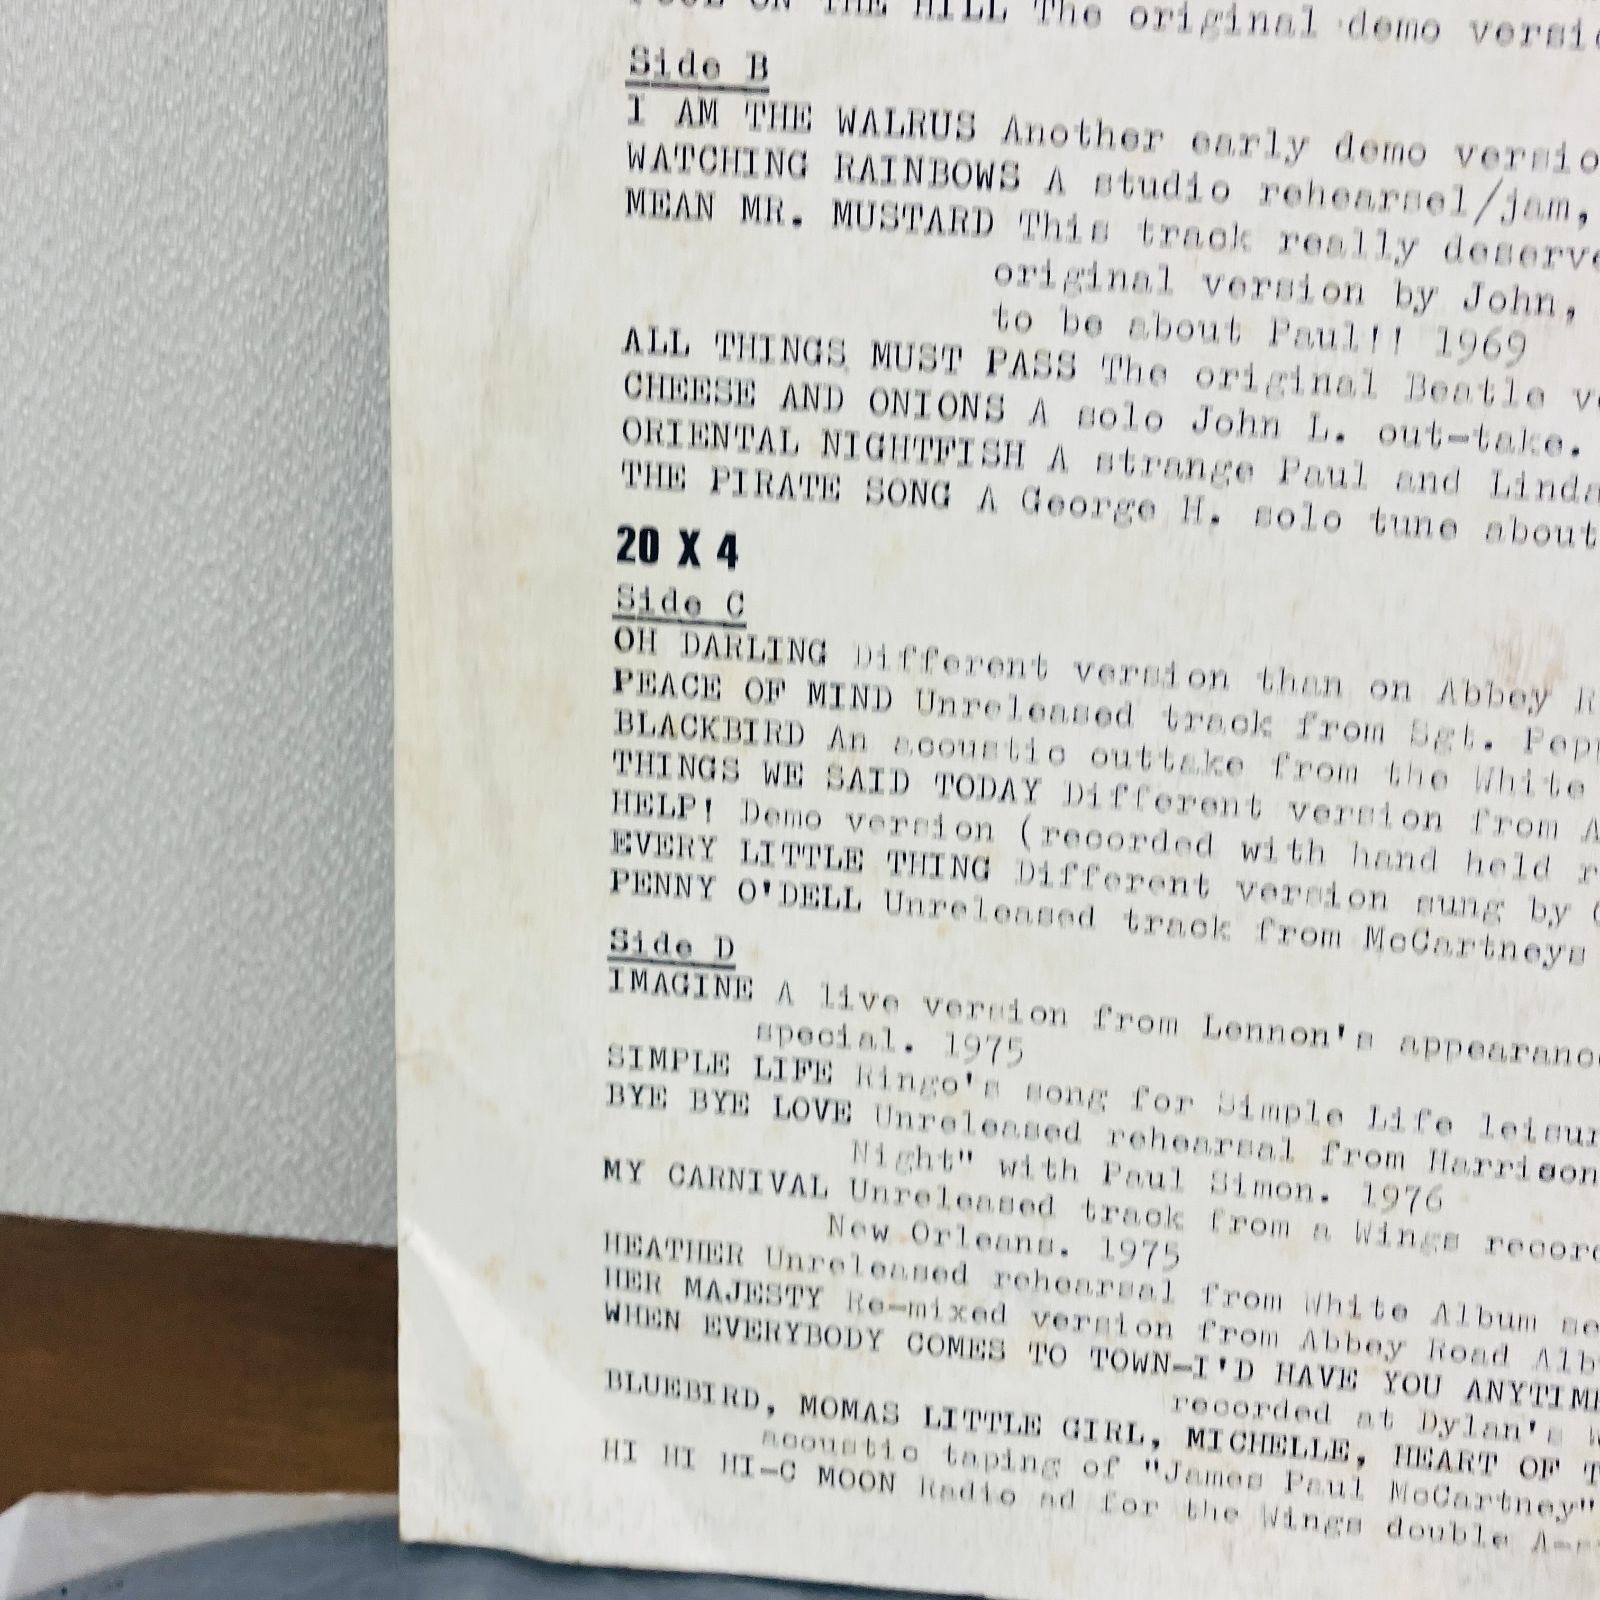 ON THE HILL The original demo
Side B
I AM THE WALRUS Another early demo
WATCHING RAINBOWS A studio rehearsel/jam,
MEAN MR. MUSTARD This track really
original version by John,
to be about Paul!! 1969
ALL THINGS MUST PASS The original Beatle
CHEESE AND ONIONS A solo John L. out-take.
ORIENTAL NIGHTFISH A strange Paul and Linda
THE PIRATE SONG A George H. solo tune about
20 X 4
Side C
OH DARLING Different version than on Abbey
PEACE OF MIND Unreleased track from Sgt.
BLACKBIRD An acoustic outtake from the White
THINGS WE SAID TODAY Different version from
HELP! Demo version (recorded with hand held
EVERY LITTLE THING Different version sung by
PENNY O'DELL Unreleased track from McCartneys
Side D
IMAGINE A live version from Lennon's
special. 1975
SIMPLE LIFE Ringo's song for Simple Life
BYE BYE LOVE Unreleased rehearsal from Harrison
Night" with Paul Simon. 1976
MY CARNIVAL Unreleased track from a Wings
New Orleans. 1975
HEATHER Unreleased rehearsal from White Album
HER MAJESTY Re-mixed version from Abbey Road
WHEN EVERYBODY COMES TO TOWN-I'D HAVE YOU
recorded at Dylan's
BLUEBIRD, MOMAS LITTLE GIRL, MICHELLE, HEART OF
acoustic taping of "James Paul McCartney"
HI HI HI-C MOON Radio ad for the Wings double